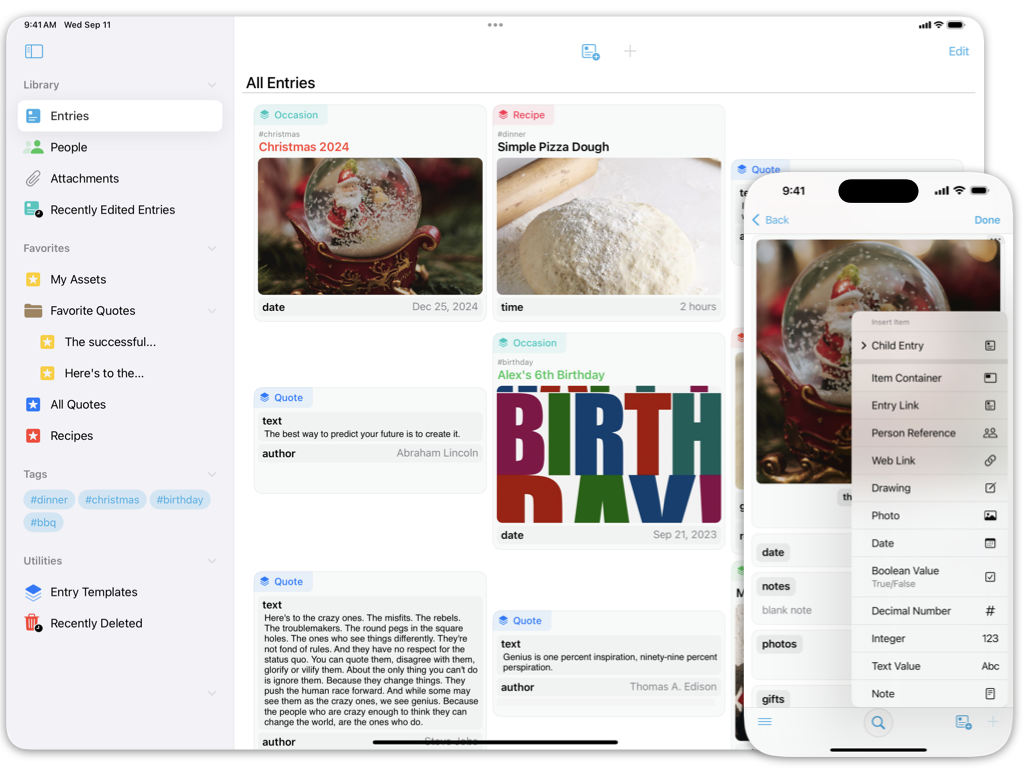 9:41 AM Wed Sep 11
Edit
Library
Entries
People
Attachments
Recently Edited Entries
Favorites
My Assets
Favorite Quotes
The successful...
Here's to the...
All Quotes
Recipes
Tags
#dinner #christmas #birthday
#bbq
Utilities
Entry Templates
Recently Deleted
All Entries
Occasion
#christmas
Christmas 2024
date Dec 25, 2024
Quote
text
The best way to predict your future is to create it.
author Abraham Lincoln
Quote
text
Here's to the crazy ones. The misfits. The rebels.
The troublemakers. The round pegs in the square
holes. The ones who see things differently. They're
not fond of rules. And they have no respect for the
status quo. You can quote them, disagree with them,
glorify or vilify them. About the only thing you can't do
is ignore them. Because they change things. They
push the human race forward. And while some may
see them as the crazy ones, we see genius. Because
the people who are crazy enough to think they can
change the world, are the ones who do.
author Steve Jobs
Recipe
#dinner
Simple Pizza Dough
time 2 hours
Occasion
#birthday
Alex's 6th Birthday
BIRTH
DAY!
date Sep 21, 2023
Quote
text
Genius is one percent inspiration, ninety-nine percent
perspiration.
author Thomas A. Edison
Quote
9:41
Back Done
Insert Item
Child Entry
Item Container
Entry Link
Person Reference
Web Link
Drawing
Photo
Date
Boolean Value
True/False
Decimal Number #
Integer 123
Text Value Abc
Note
th
date
notes
blank note
photos
gifts